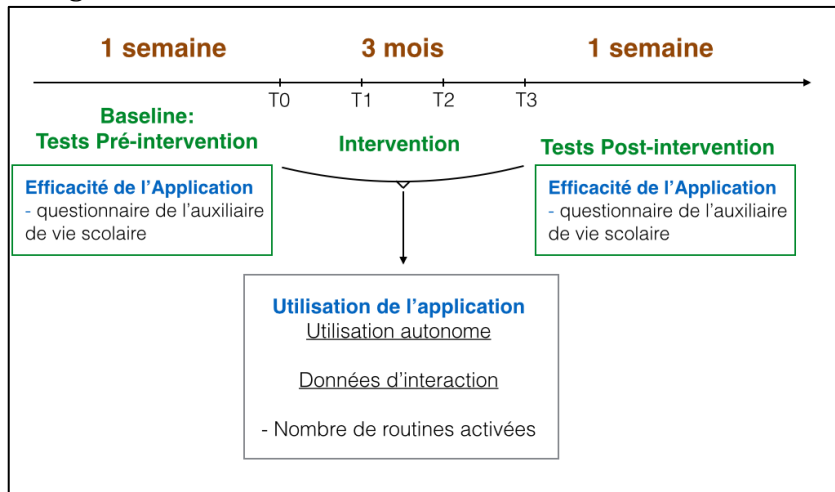 1 semaine 3 mois 1 semaine
T0 T1 T2 T3
Baseline:
Tests Pré-intervention
Intervention
Tests Post-intervention
Efficacité de l'Application
- questionnaire de l'auxiliaire
de vie scolaire
Efficacité de l'Application
- questionnaire de l'auxiliaire
de vie scolaire
Utilisation de l'application
Utilisation autonome
Données d'interaction
- Nombre de routines activées